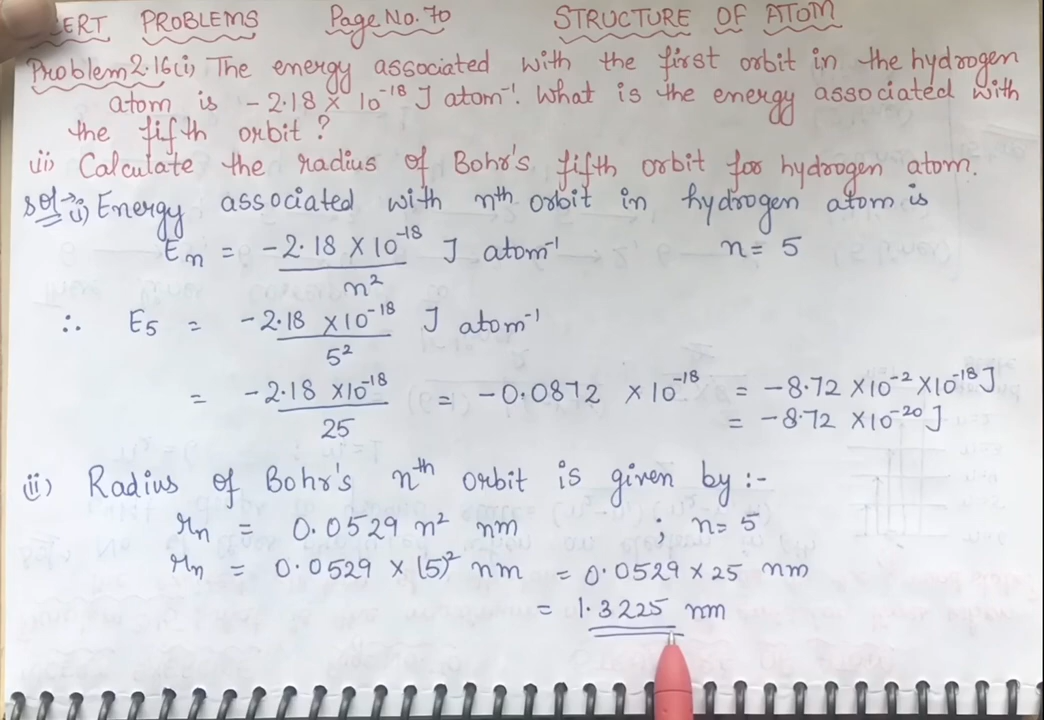 ERT PROBLEMS Page No. 70 STRUCTURE OF ATOM
Problem 2.16(i) The energy associated with the first orbit in the hydrogen
atom is -2.18 × 10⁻¹⁸ J atom⁻¹. What is the energy associated with
the fifth orbit?
ii) Calculate the radius of Bohr's fifth orbit for hydrogen atom.
sol→ i) Energy associated with nth orbit in hydrogen atom is
Eₙ = -2.18 × 10⁻¹⁸ / n² J atom⁻¹ n = 5
∴ E₅ = -2.18 × 10⁻¹⁸ / 5² J atom⁻¹
= -2.18 × 10⁻¹⁸ / 25 = -0.0872 × 10⁻¹⁸ = -8.72 × 10⁻² × 10⁻¹⁸ J
= -8.72 × 10⁻²⁰ J
(ii) Radius of Bohr's nᵗʰ orbit is given by :-
rₙ = 0.0529 n² nm ; n = 5
rₙ = 0.0529 × (5)² nm = 0.0529 × 25 nm
= 1.3225 nm